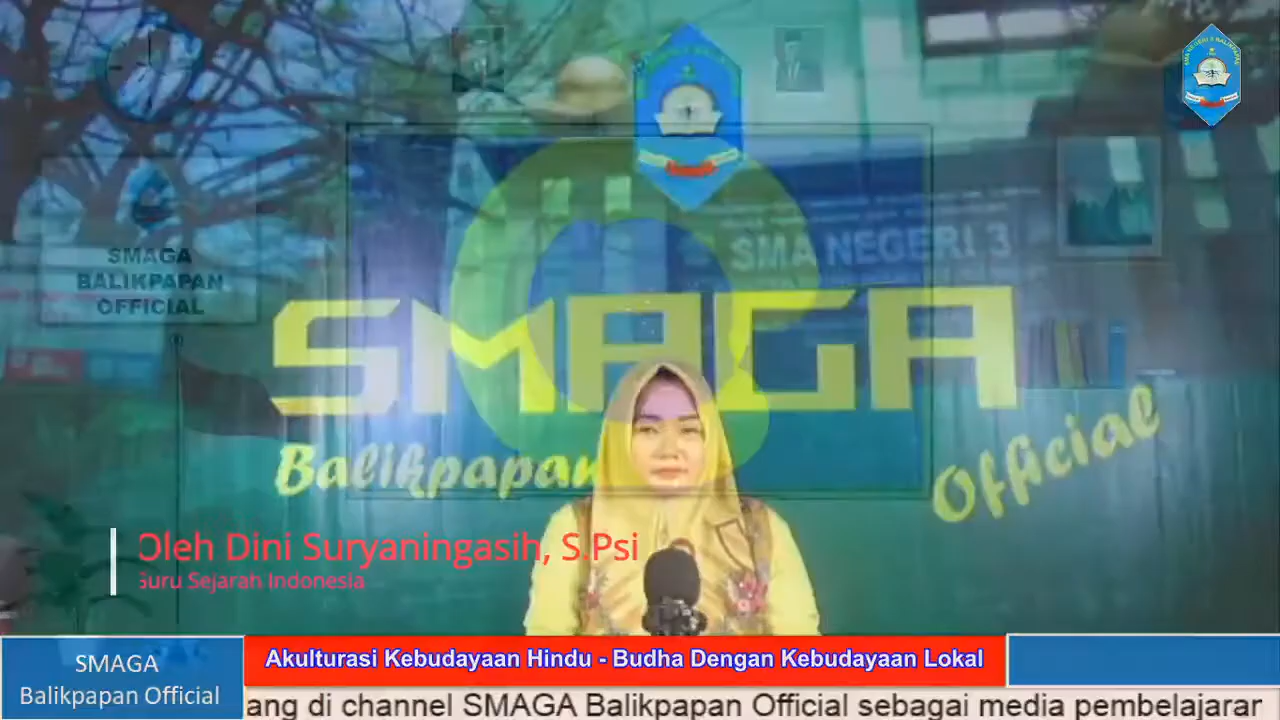 SMA NEGERI 3
SMAGA
BALIKPAPAN
OFFICIAL
SMAGA
Balikpapan
Official
Oleh Dini Suryaningasih, S.Psi
Guru Sejarah Indonesia
SMAGA
Balikpapan Official
Akulturasi Kebudayaan Hindu - Budha Dengan Kebudayaan Lokal
ang di channel SMAGA Balikpapan Official sebagai media pembelajaran